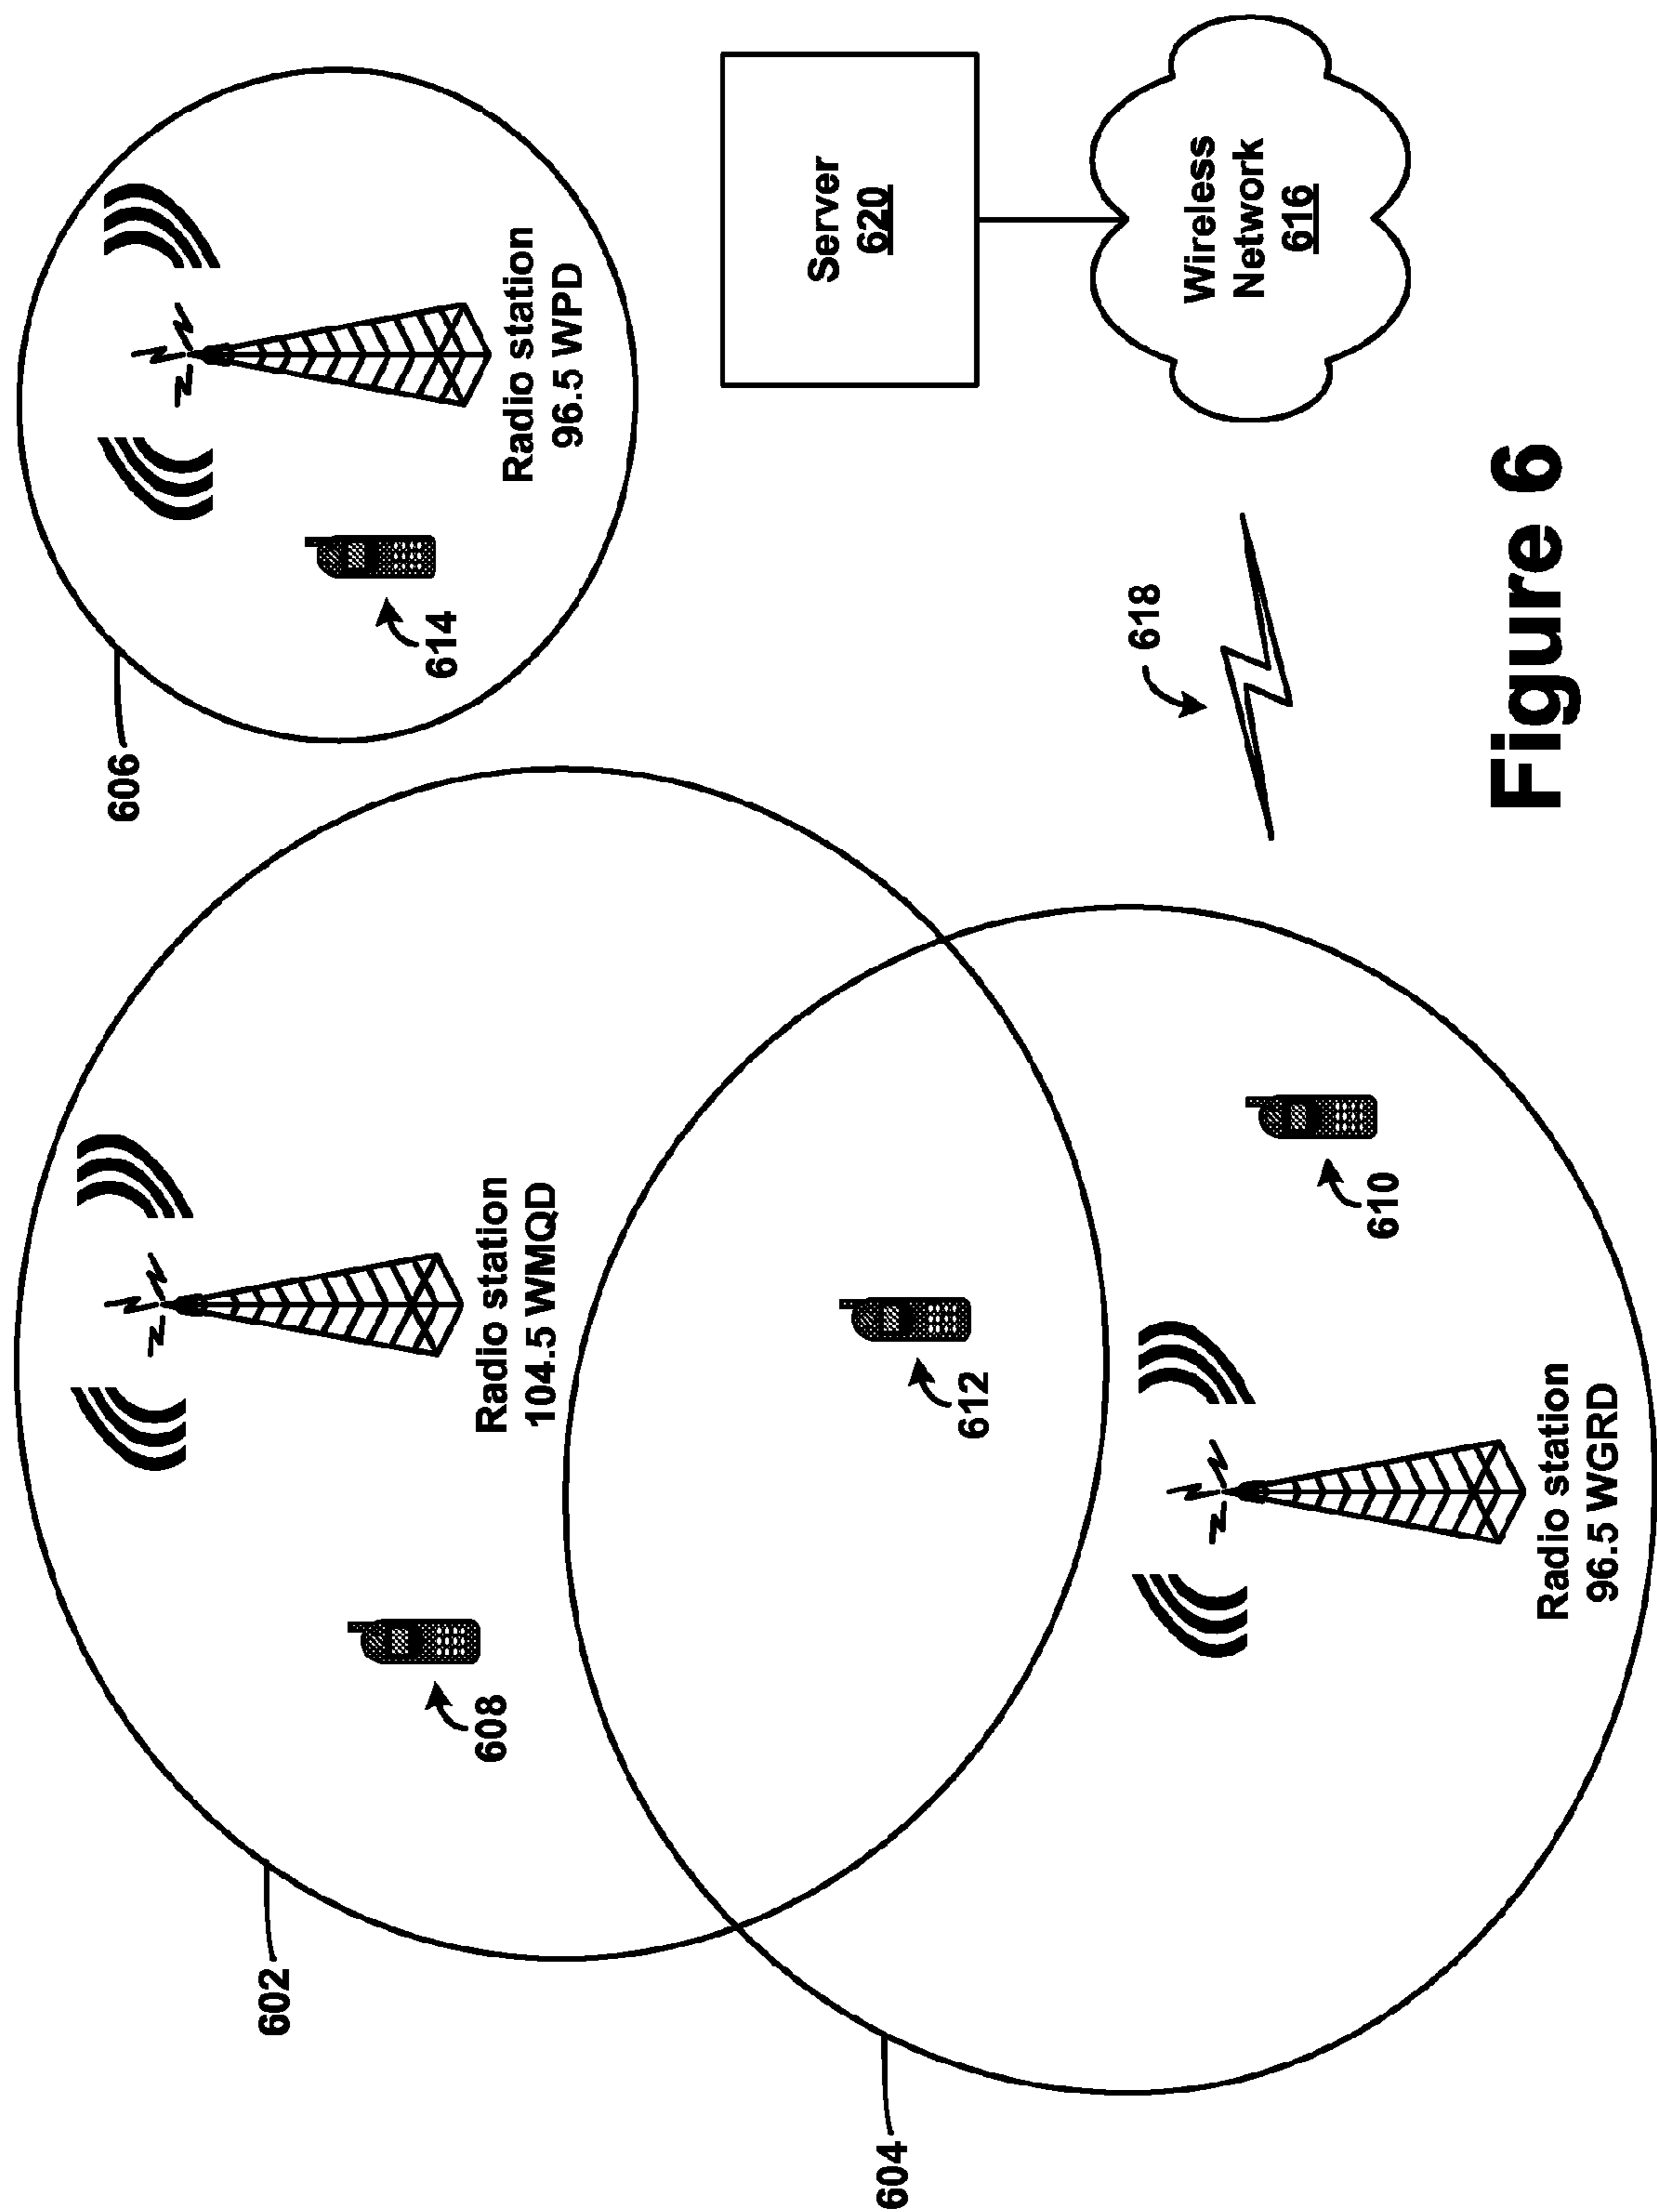 602
Radio station
104.5 WMQD
608
606
Radio station
96.5 WPD
614
604
612
610
Radio station
96.5 WGRD
618
Server
620
Wireless
Network
616
Figure 6